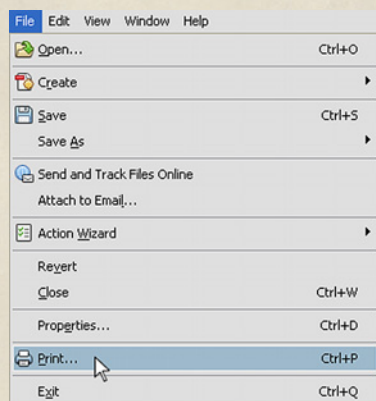 File Edit View Window Help
Open... Ctrl+O
Create
Save Ctrl+S
Save As
Send and Track Files Online
Attach to Email...
Action Wizard
Revert
Close Ctrl+W
Properties... Ctrl+D
Print... Ctrl+P
Exit Ctrl+Q